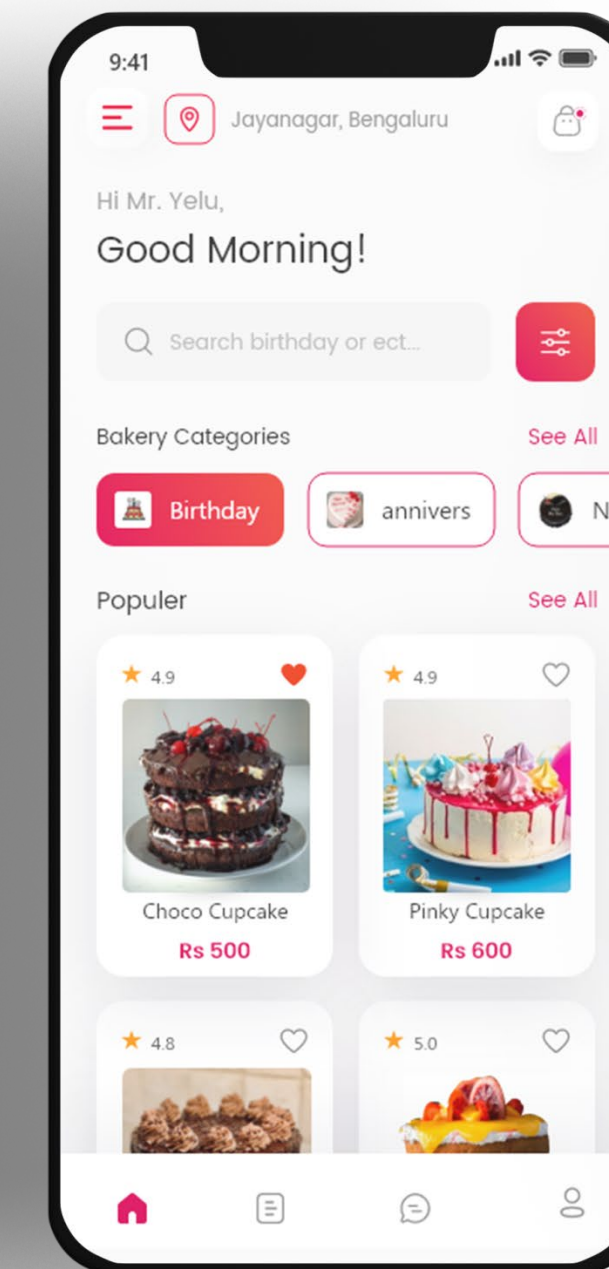 9:41
Jayanagar, Bengaluru
Hi Mr. Yelu,
Good Morning!
Search birthday or ect...
Bakery Categories See All
Birthday annivers N
Populer See All
4.9 4.9
Choco Cupcake Pinky Cupcake
Rs 500 Rs 600
4.8 5.0